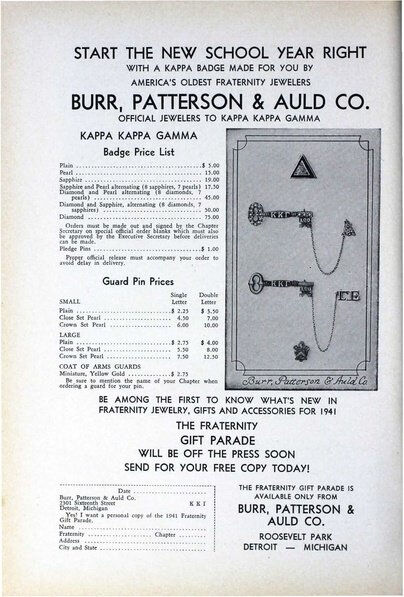 START THE NEW SCHOOL YEAR RIGHT
WITH A KAPPA BADGE MADE FOR YOU BY
AMERICA'S OLDEST FRATERNITY JEWELERS
BURR, PATTERSON & AULD CO.
OFFICIAL JEWELERS TO KAPPA KAPPA GAMMA
KAPPA KAPPA GAMMA
Badge Price List
Plain $ 5.00
Pearl 15.00
Sapphire 19.00
Sapphire and Pearl alternating (8 sapphires, 7 pearls) 17.50
Diamond and Pearl alternating (8 diamonds, 7
pearls) 45.00
Diamond and Sapphire, alternating (8 diamonds, 7
sapphires) 50.00
Diamond 75.00
Orders must be made out and signed by the Chapter
Secretary on special official order blanks which must also
be approved by the Executive Secretary before deliveries
can be made.
Pledge Pins $ 1.00
Proper official release must accompany your order to
avoid delay in delivery.
Guard Pin Prices
Single Double
SMALL Letter Letter
Plain $ 2.25 $ 3.50
Close Set Pearl 4.50 7.00
Crown Set Pearl 6.00 10.00
LARGE
Plain $ 2.75 $ 4.00
Close Set Pearl 5.50 8.00
Crown Set Pearl 7.50 12.50
COAT OF ARMS GUARDS
Miniature, Yellow Gold $ 2.75
Be sure to mention the name of your Chapter when
ordering a guard for your pin.
ΚΚΓ
ΚΚΓ
ΓΕ
Burr, Patterson & Auld Co
BE AMONG THE FIRST TO KNOW WHAT'S NEW IN
FRATERNITY JEWELRY, GIFTS AND ACCESSORIES FOR 1941
THE FRATERNITY
GIFT PARADE
WILL BE OFF THE PRESS SOON
SEND FOR YOUR FREE COPY TODAY!
Date
Burr, Patterson & Auld Co.
2301 Sixteenth Street
Detroit, Michigan K K Γ
Yes! I want a personal copy of the 1941 Fraternity
Gift Parade.
Name
Fraternity Chapter
Address
City and State
THE FRATERNITY GIFT PARADE IS
AVAILABLE ONLY FROM
BURR, PATTERSON &
AULD CO.
ROOSEVELT PARK
DETROIT — MICHIGAN